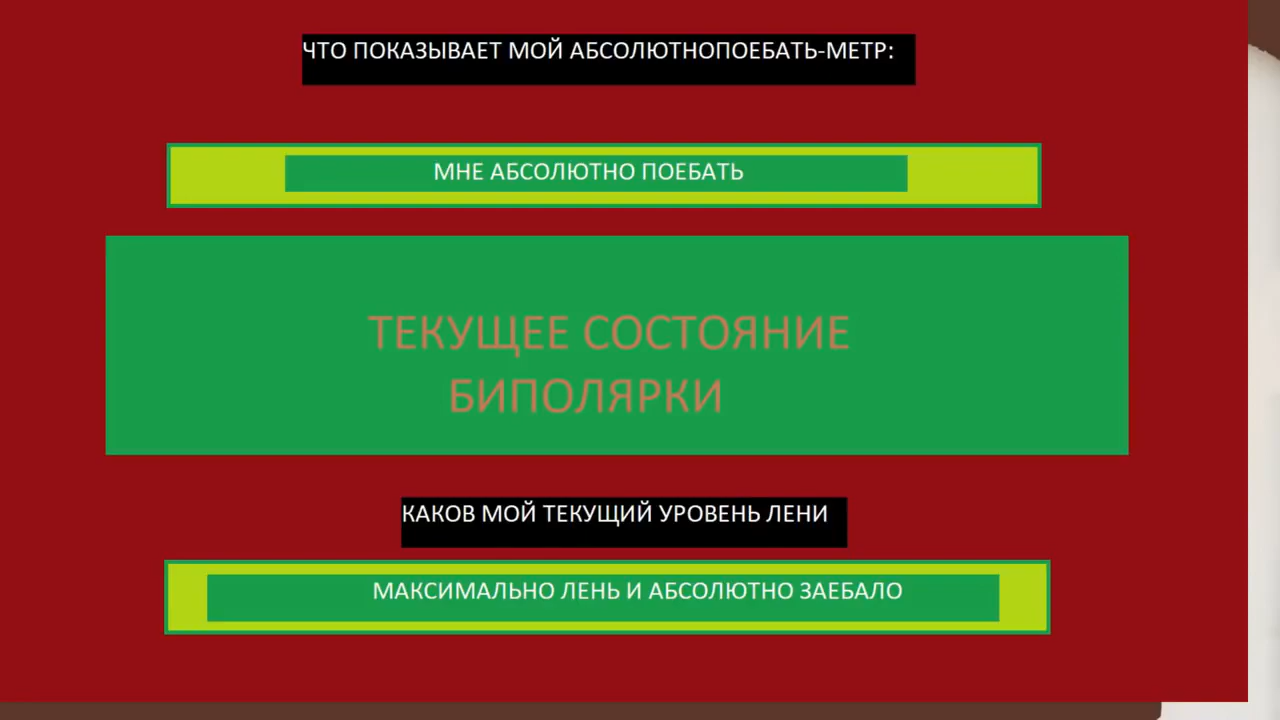 ЧТО ПОКАЗЫВАЕТ МОЙ АБСОЛЮТНОПОЕБАТЬ-МЕТР:
МНЕ АБСОЛЮТНО ПОЕБАТЬ
ТЕКУЩЕЕ СОСТОЯНИЕ
БИПОЛЯРКИ
КАКОВ МОЙ ТЕКУЩИЙ УРОВЕНЬ ЛЕНИ
МАКСИМАЛЬНО ЛЕНЬ И АБСОЛЮТНО ЗАЕБАЛО